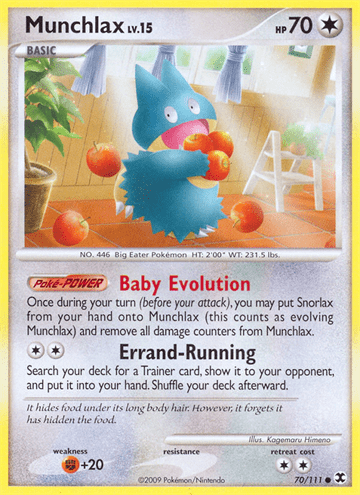 Munchlax LV.15
HP 70
BASIC
NO. 446 Big Eater Pokémon HT: 2'00" WT: 231.5 lbs.
Poké-POWER Baby Evolution
Once during your turn (before your attack), you may put Snorlax
from your hand onto Munchlax (this counts as evolving
Munchlax) and remove all damage counters from Munchlax.
Errand-Running
Search your deck for a Trainer card, show it to your opponent,
and put it into your hand. Shuffle your deck afterward.
It hides food under its long body hair. However, it forgets it
has hidden the food.
Illus. Kagemaru Himeno
weakness resistance retreat cost
+20
©2009 Pokémon/Nintendo 70/111